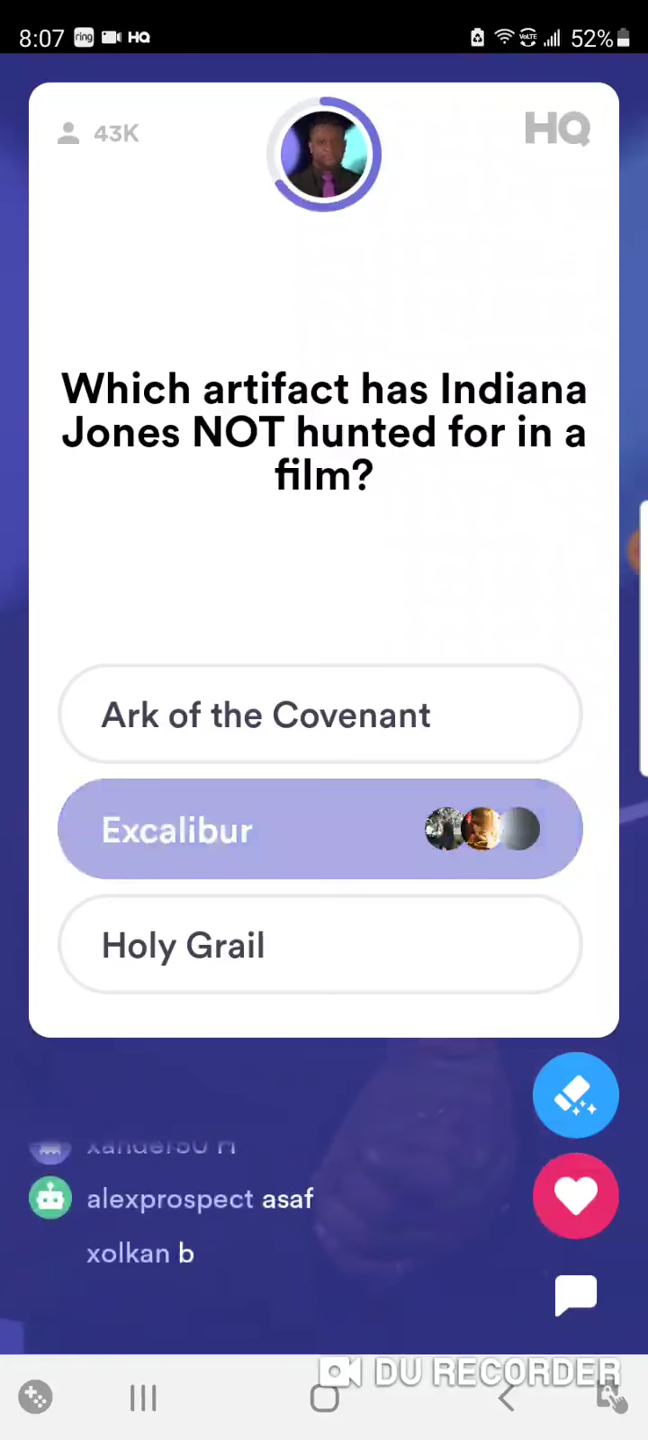 8:07 ring HQ 52%
43K
HQ
Which artifact has Indiana
Jones NOT hunted for in a
film?
Ark of the Covenant
Excalibur
Holy Grail
alexprospect asaf
xolkan b
DU RECORDER